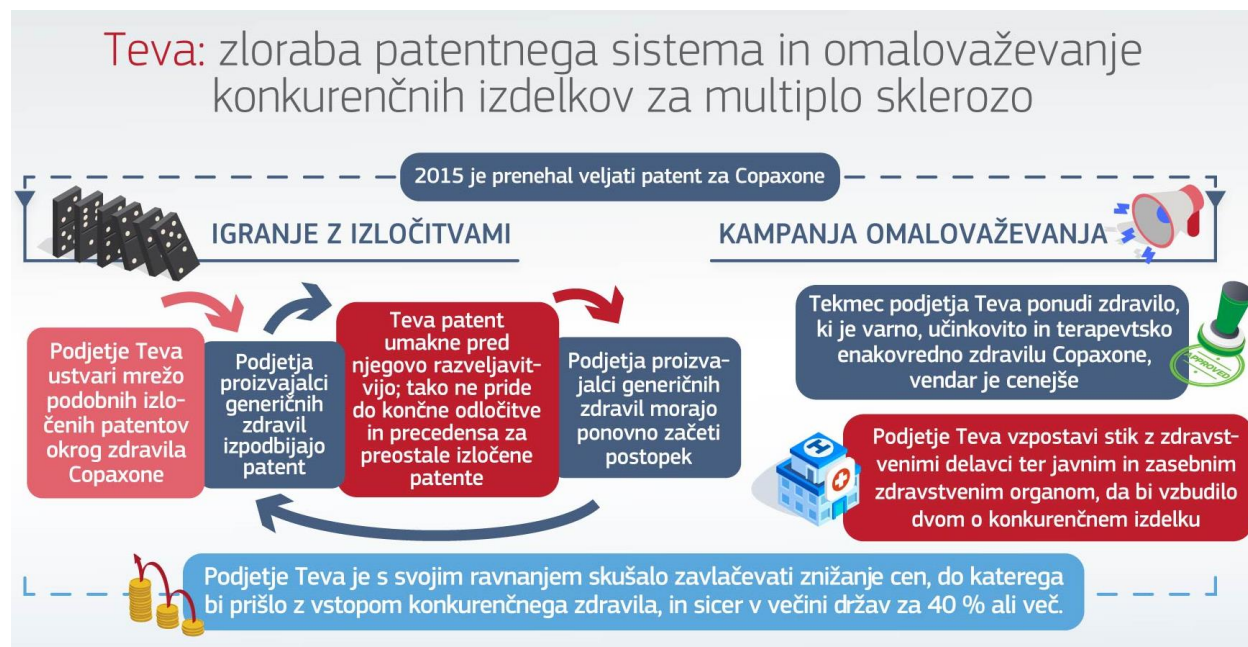 Teva: zloraba patentnega sistema in omalovaževanje
konkurenčnih izdelkov za multiplo sklerozo
2015 je prenehal veljati patent za Copaxone
IGRANJE Z IZLOČITVAMI
Podjetje Teva
ustvari mrežo
podobnih izlo-
čenih patentov
okrog zdravila
Copaxone
Podjetja
proizvajalci
generičnih
zdravil
izpodbijajo
patent
Teva patent
umakne pred
njegovo razveljavit-
vijo; tako ne pride
do končne odločitve
in precedensa za
preostale izločene
patente
Podjetja proizva-
jalci generičnih
zdravil morajo
ponovno začeti
postopek
KAMPANJA OMALOVAŽEVANJA
Tekmec podjetja Teva ponudi zdravilo,
ki je varno, učinkovito in terapevtsko
enakovredno zdravilu Copaxone,
vendar je cenejše
APPROVED
Podjetje Teva vzpostavi stik z zdravst-
venimi delavci ter javnim in zasebnim
zdravstvenim organom, da bi vzbudilo
dvom o konkurenčnem izdelku
H
Podjetje Teva je s svojim ravnanjem skušalo zavlačevati znižanje cen, do katerega
bi prišlo z vstopom konkurenčnega zdravila, in sicer v večini držav za 40 % ali več.